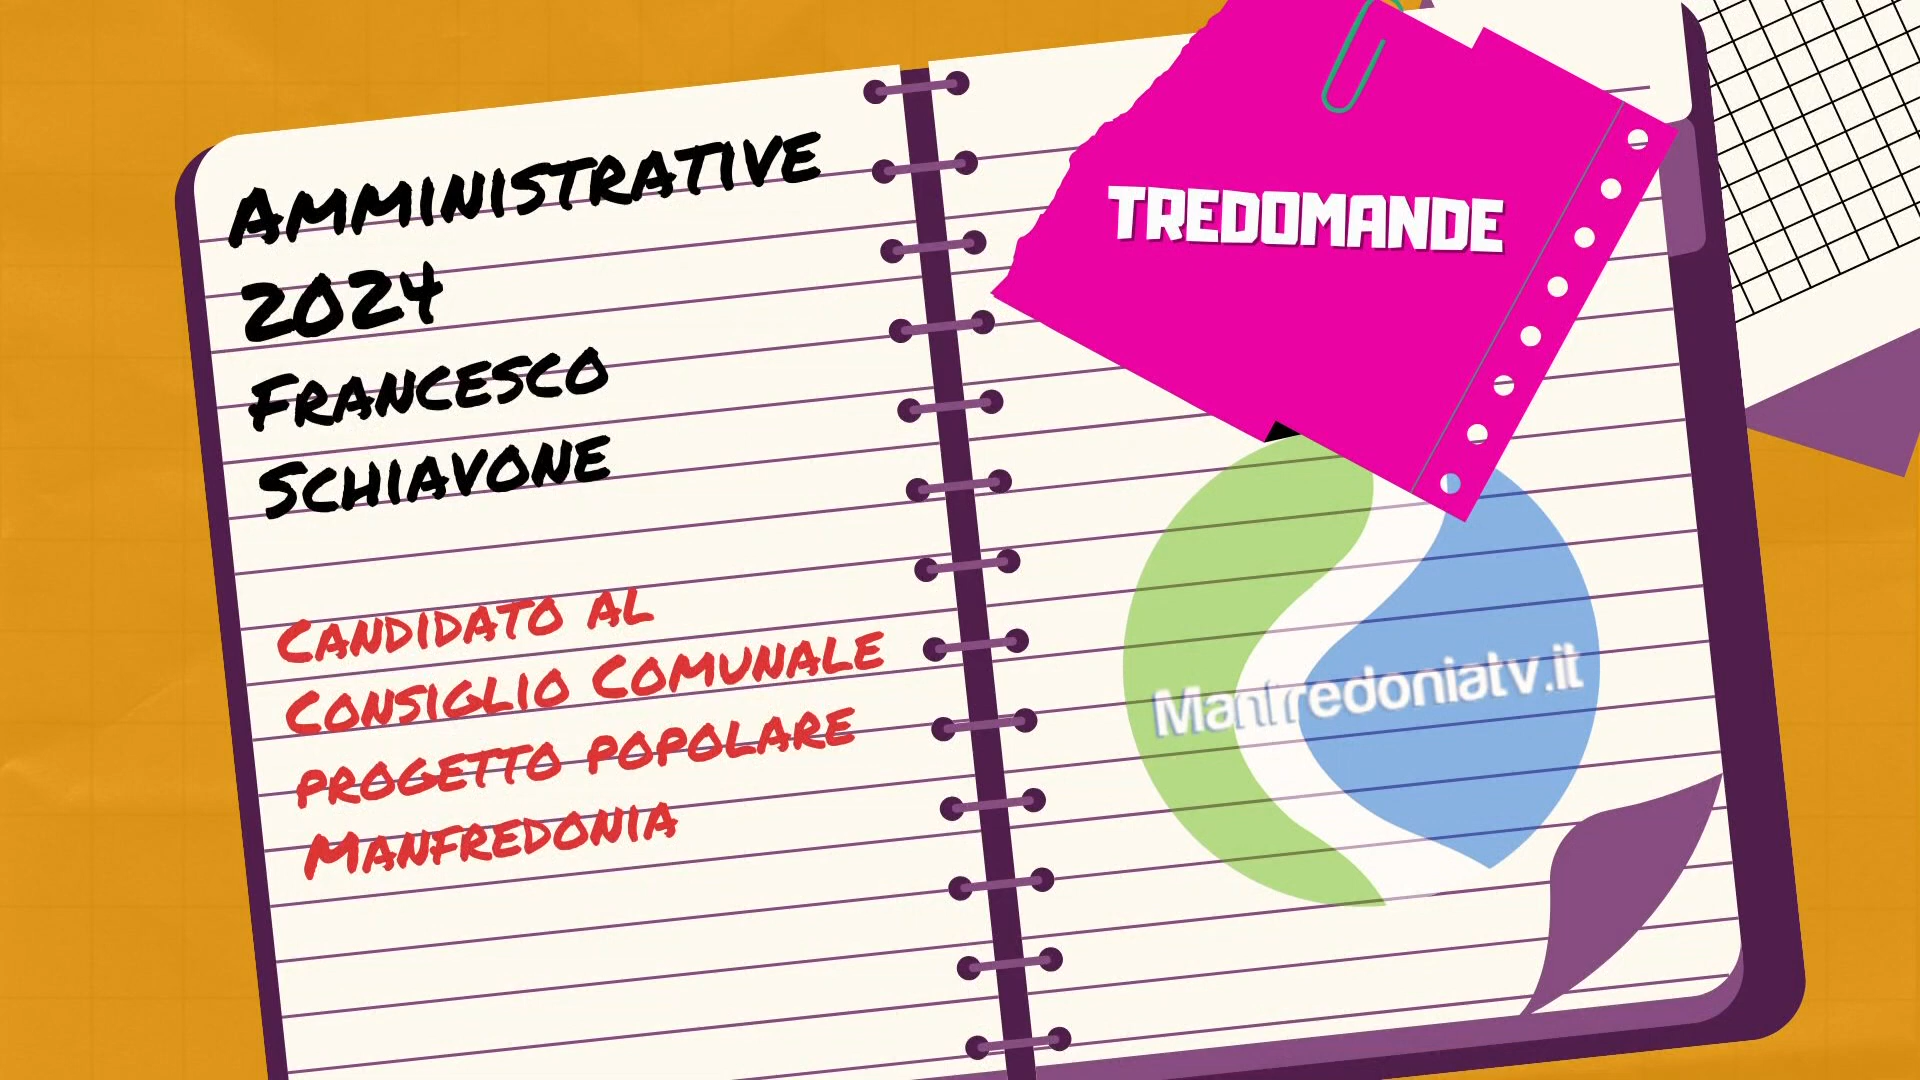 AMMINISTRATIVE
2024
FRANCESCO
SCHIAVONE
CANDIDATO AL
CONSIGLIO COMUNALE
PROGETTO POPOLARE
MANFREDONIA
TREDOMANDE
Manfredoniatv.it